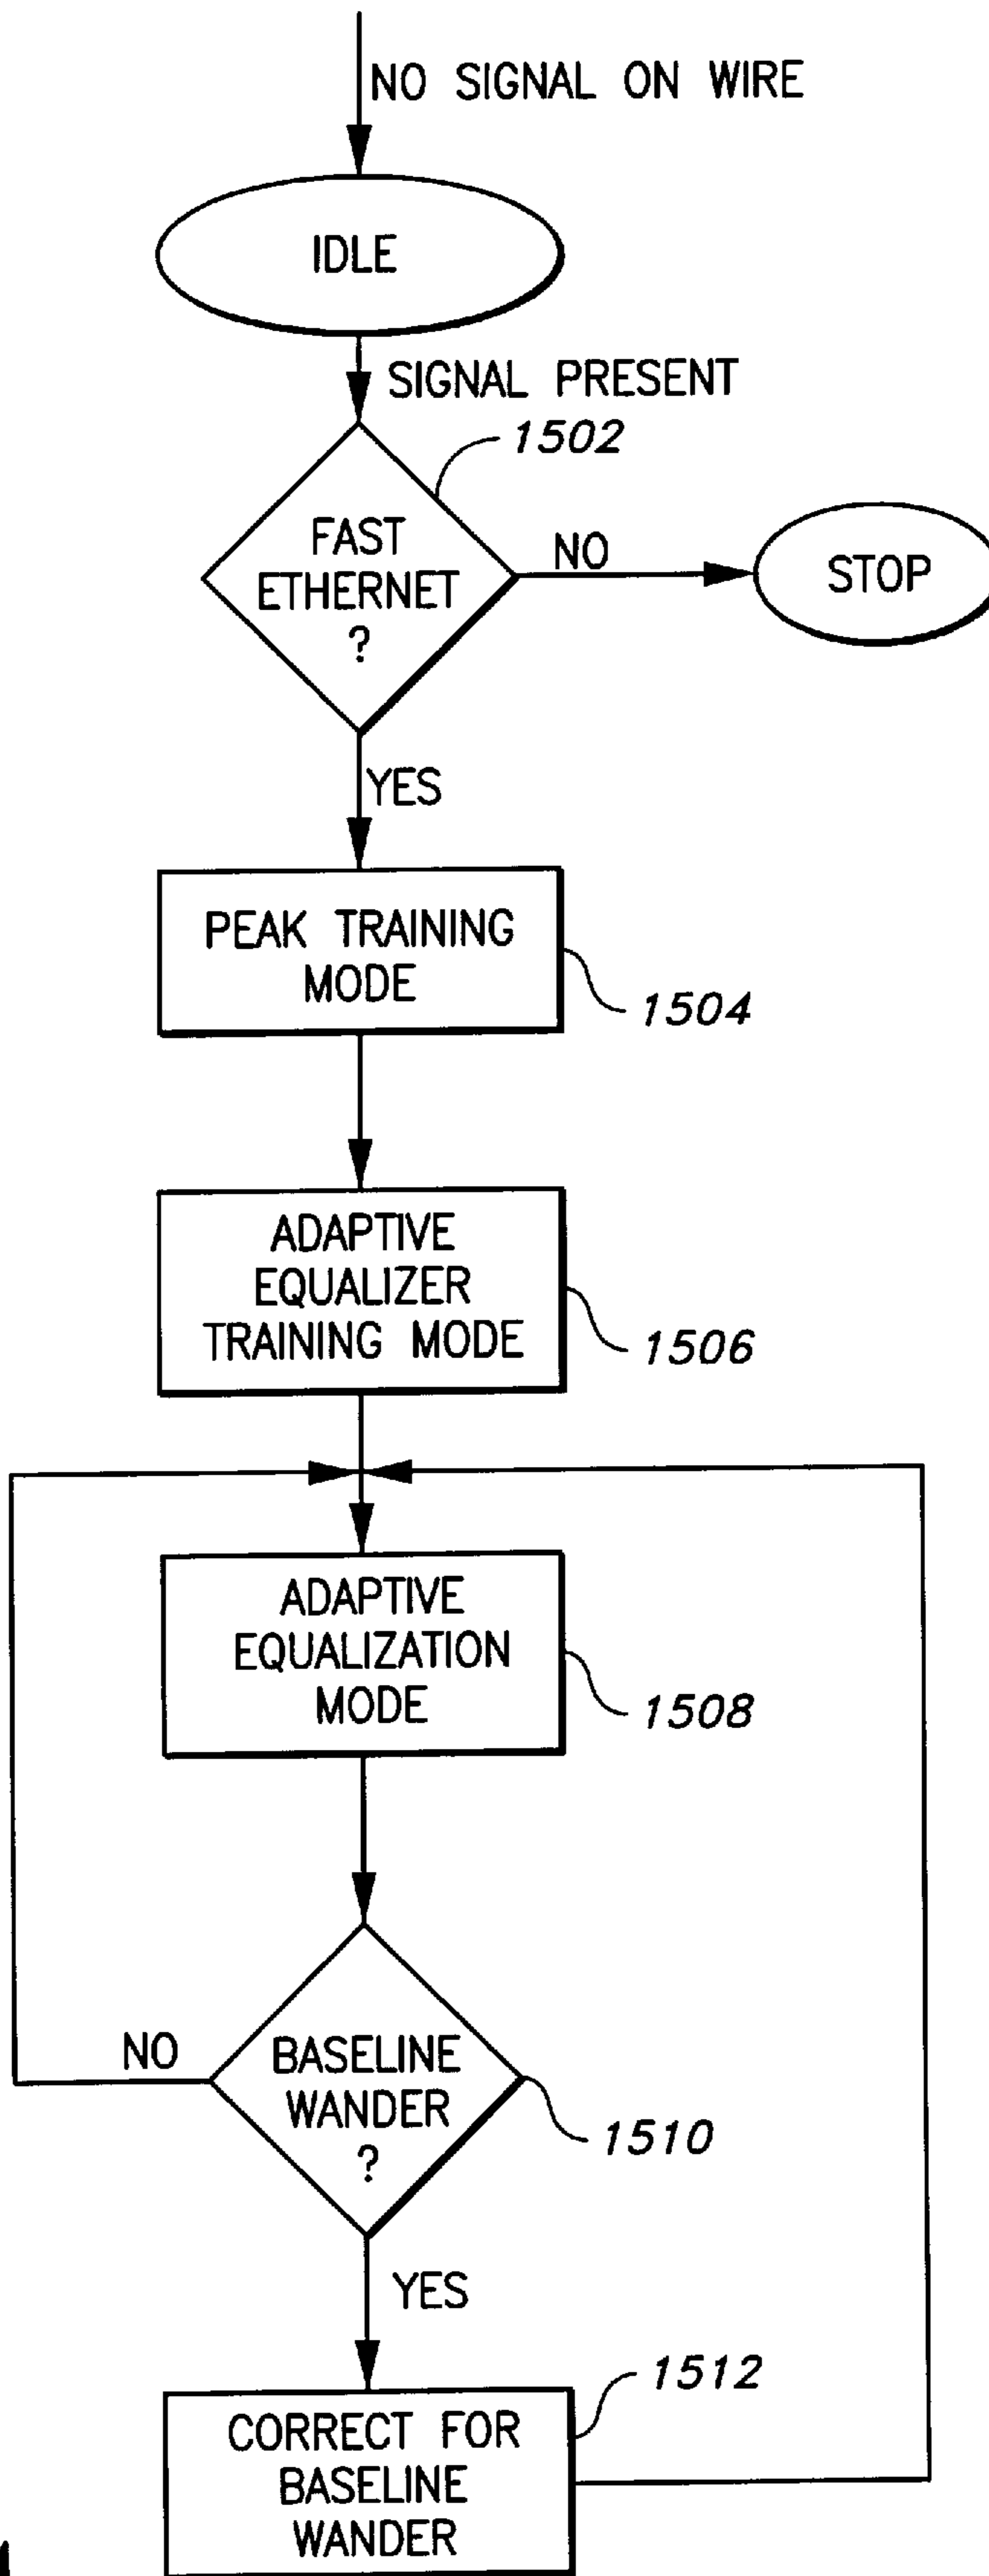 NO SIGNAL ON WIRE
IDLE
SIGNAL PRESENT
1502
FAST
ETHERNET
?
NO
STOP
YES
PEAK TRAINING
MODE
1504
ADAPTIVE
EQUALIZER
TRAINING MODE
1506
ADAPTIVE
EQUALIZATION
MODE
1508
NO
BASELINE
WANDER
?
1510
YES
1512
CORRECT FOR
BASELINE
WANDER